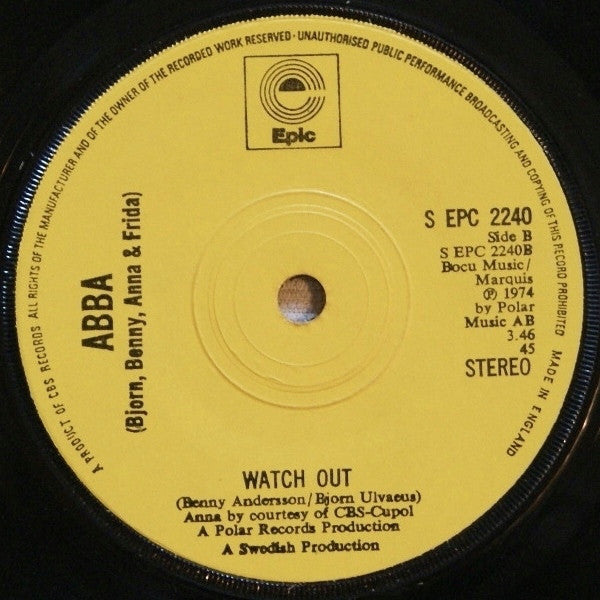 A PRODUCT OF CBS RECORDS ALL RIGHTS OF THE MANUFACTURER AND OF THE OWNER OF THE RECORDED WORK RESERVED · UNAUTHORISED PUBLIC PERFORMANCE BROADCASTING AND COPYING OF THIS RECORD PROHIBITED MADE IN ENGLAND
Epic
ABBA
(Bjorn, Benny, Anna & Frida)
S EPC 2240
Side B
S EPC 2240B
Bocu Music/
Marquis
℗ 1974
by Polar
Music AB
3.46
45
STEREO
WATCH OUT
(Benny Andersson/Bjorn Ulvaeus)
Anna by courtesy of CBS-Cupol
A Polar Records Production
A Swedish Production